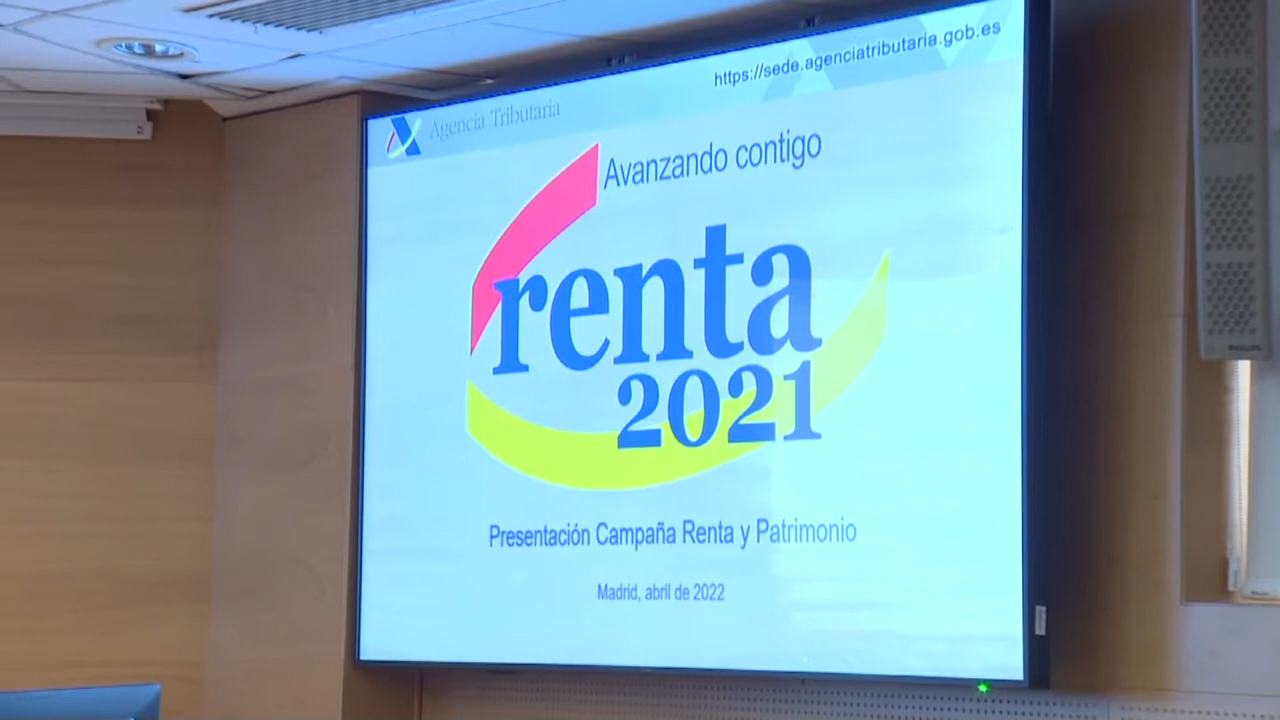 https://sede.agenciatributaria.gob.es
Agencia Tributaria
Avanzando contigo
renta
2021
Presentación Campaña Renta y Patrimonio
Madrid, abril de 2022
PHILIPS